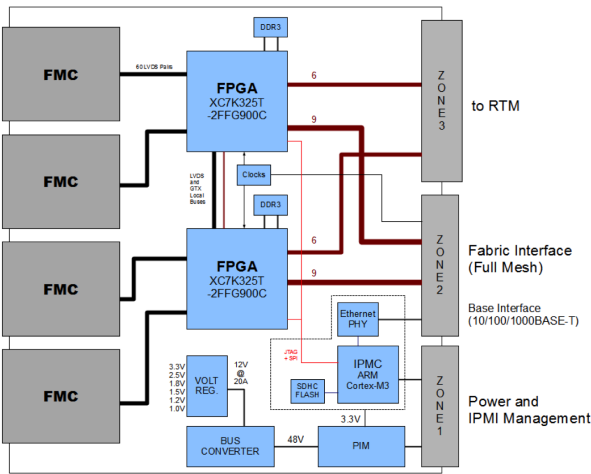 FMC
60 LVDS Pairs
FPGA
XC7K325T
-2FFG900C
DDR3
6
9
ZONE3
to RTM
FMC
LVDS
and
GTX
Local
Buses
Clocks
DDR3
FMC
FPGA
XC7K325T
-2FFG900C
6
9
ZONE2
Fabric Interface
(Full Mesh)
Base Interface
(10/100/1000BASE-T)
Ethernet
PHY
JTAG
+ SPI
IPMC
ARM
Cortex-M3
SDHC
FLASH
FMC
3.3V
2.5V
1.8V
1.5V
1.2V
1.0V
VOLT
REG.
12V
@
20A
3.3V
ZONE1
Power and
IPMI Management
BUS
CONVERTER
48V
PIM